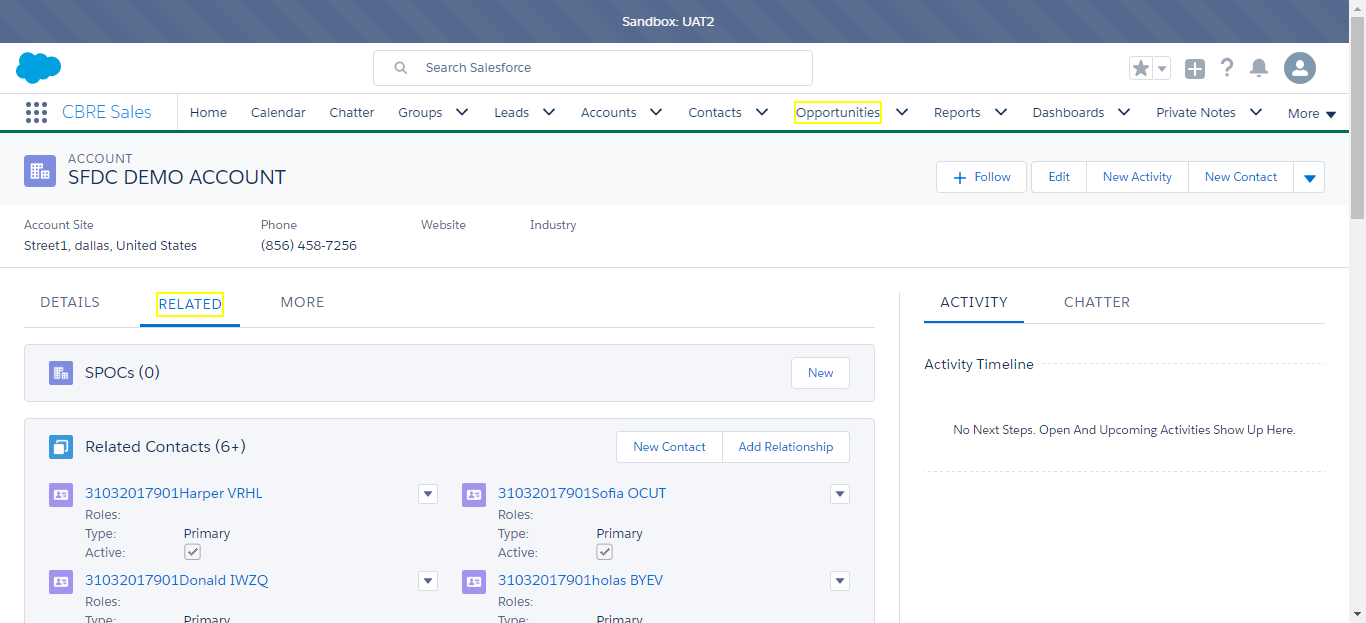 Sandbox: UAT2
Search Salesforce
CBRE Sales Home Calendar Chatter Groups Leads Accounts Contacts Opportunities Reports Dashboards Private Notes More
ACCOUNT
SFDC DEMO ACCOUNT
Follow Edit New Activity New Contact
Account Site Phone Website Industry
Street1, dallas, United States (856) 458-7256
DETAILS RELATED MORE
SPOCs (0) New
Related Contacts (6+) New Contact Add Relationship
31032017901Harper VRHL
Roles:
Type: Primary
Active:
31032017901Sofia OCUT
Roles:
Type: Primary
Active:
31032017901Donald IWZQ
Roles:
Type: Primary
31032017901holas BYEV
Roles:
Type: Primary
ACTIVITY CHATTER
Activity Timeline
No Next Steps. Open And Upcoming Activities Show Up Here.